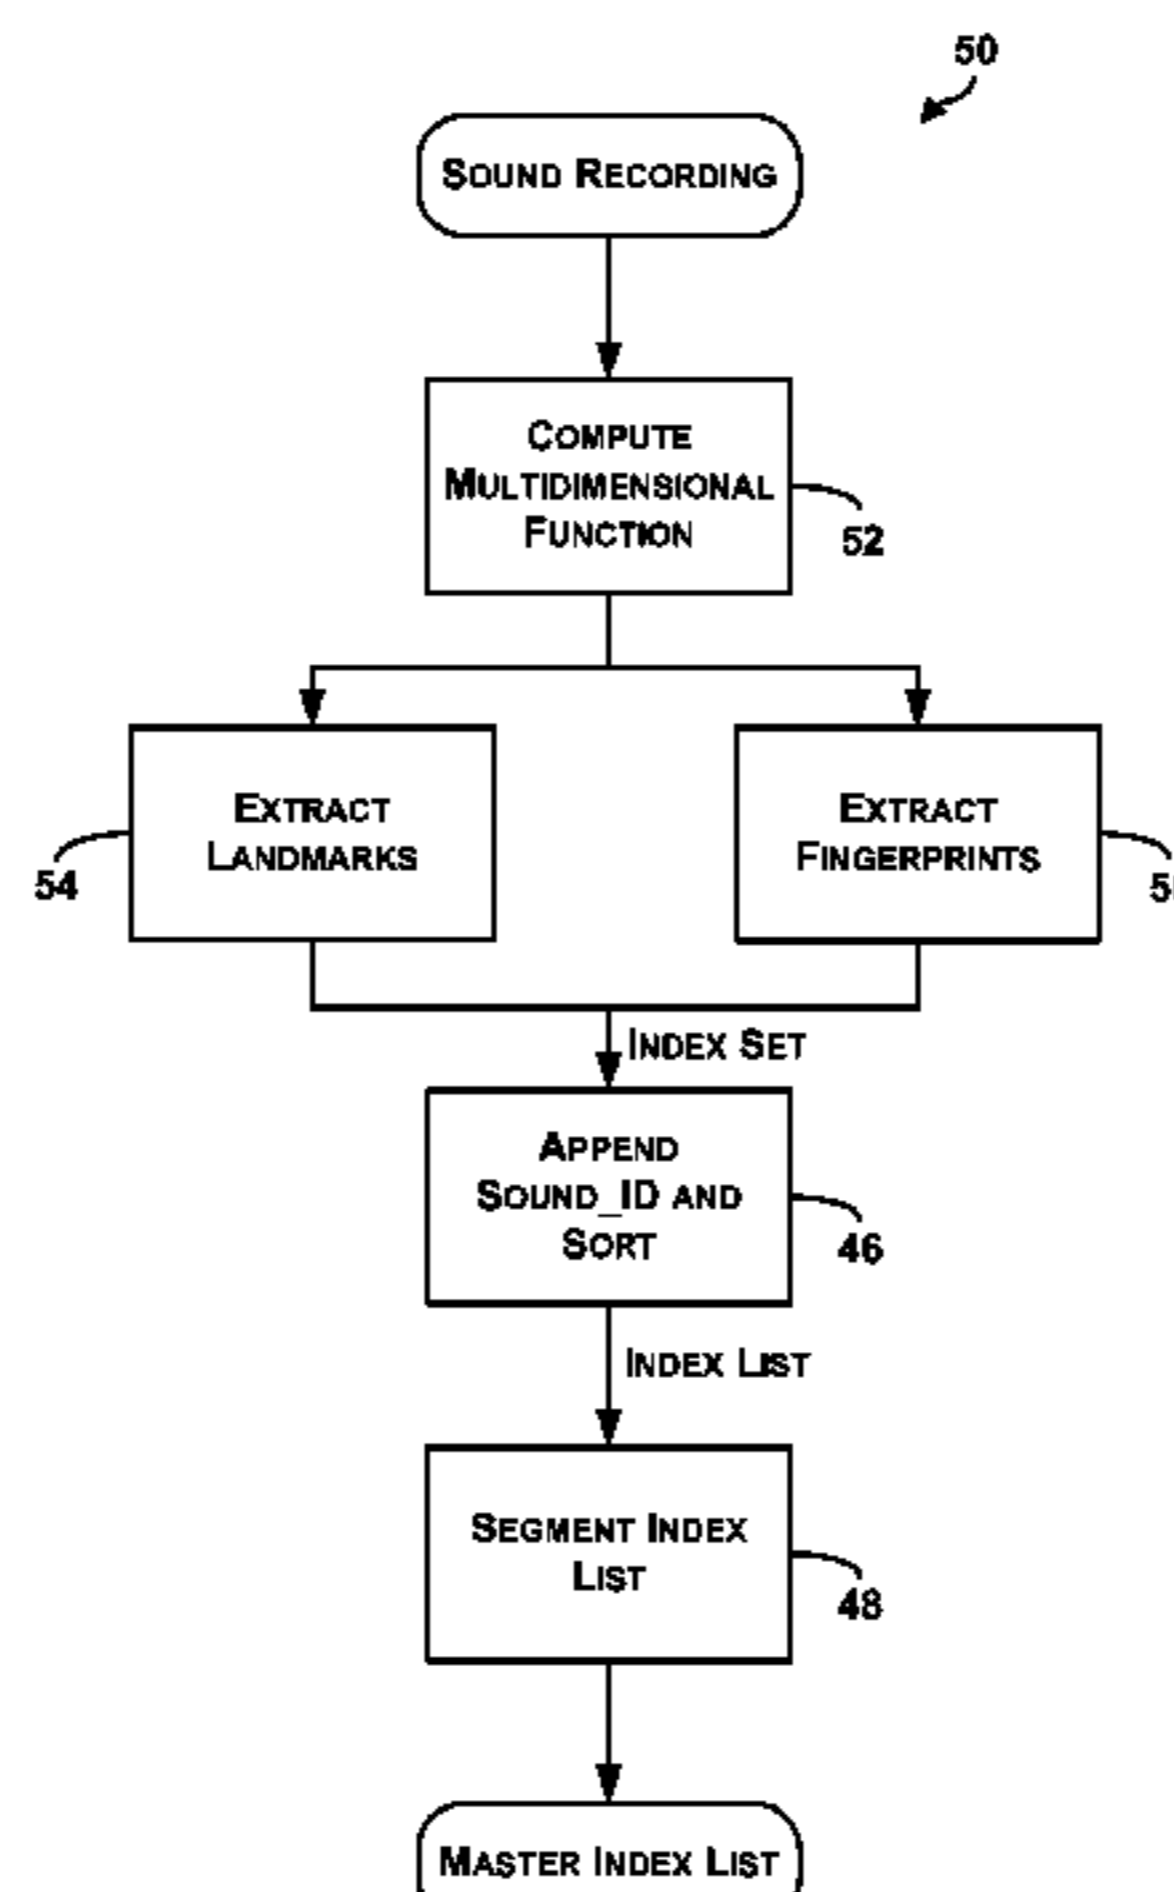 50
SOUND RECORDING
COMPUTE
MULTIDIMENSIONAL
FUNCTION
52
EXTRACT
LANDMARKS
54
EXTRACT
FINGERPRINTS
INDEX SET
APPEND
SOUND_ID AND
SORT
46
INDEX LIST
SEGMENT INDEX
LIST
48
MASTER INDEX LIST